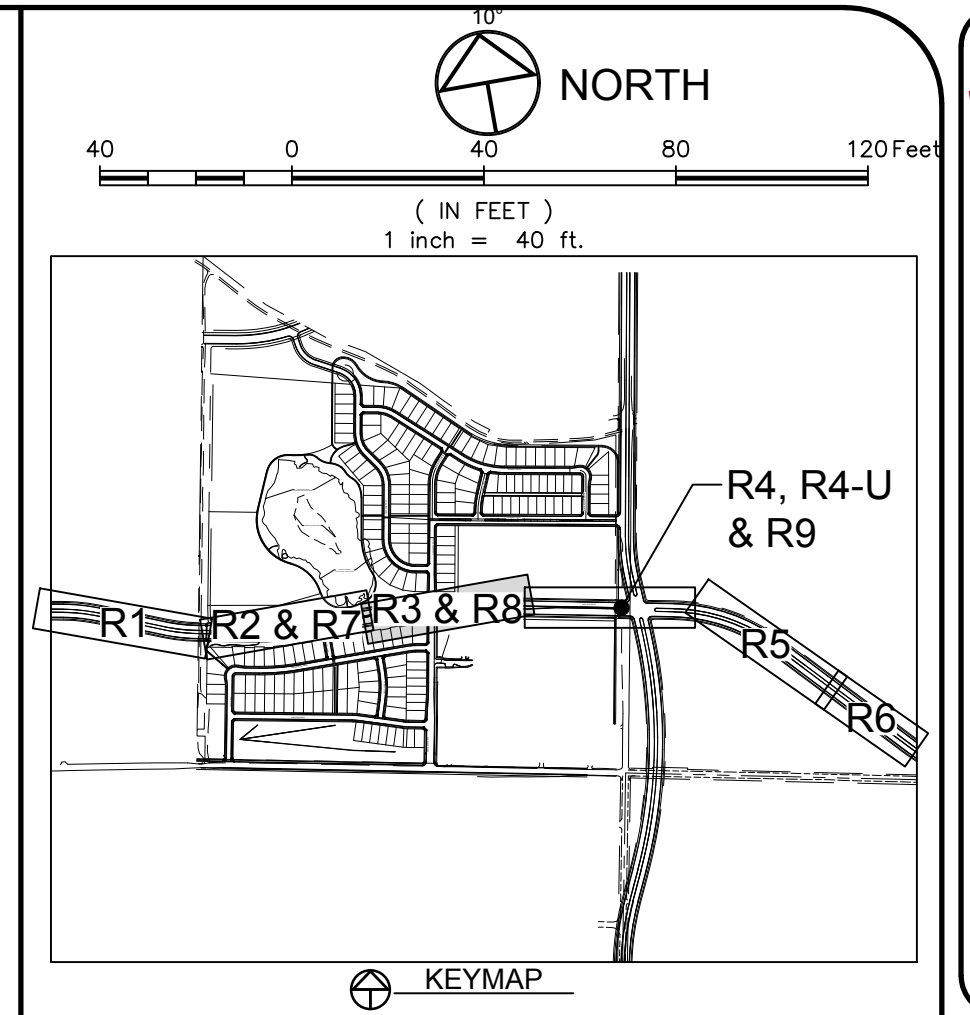 10°
NORTH
40 0 40 80 120 Feet
( IN FEET )
1 inch = 40 ft.
R4, R4-U
& R9
R1
R2 & R7
R3 & R8
R5
R6
KEYMAP